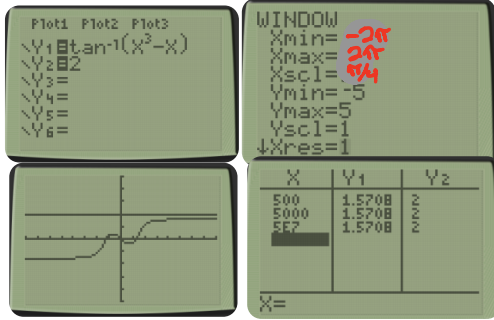 Plot1 Plot2 Plot3
\Y₁=tan⁻¹(X³-X)
\Y₂=2
\Y₃=
\Y₄=
\Y₅=
\Y₆=
WINDOW
Xmin=-2π
Xmax=2π
Xscl=π/4
Ymin=-5
Ymax=5
Yscl=1
↓Xres=1
X Y₁ Y₂
500 1.5708 2
5000 1.5708 2
5E7 1.5708 2
X=